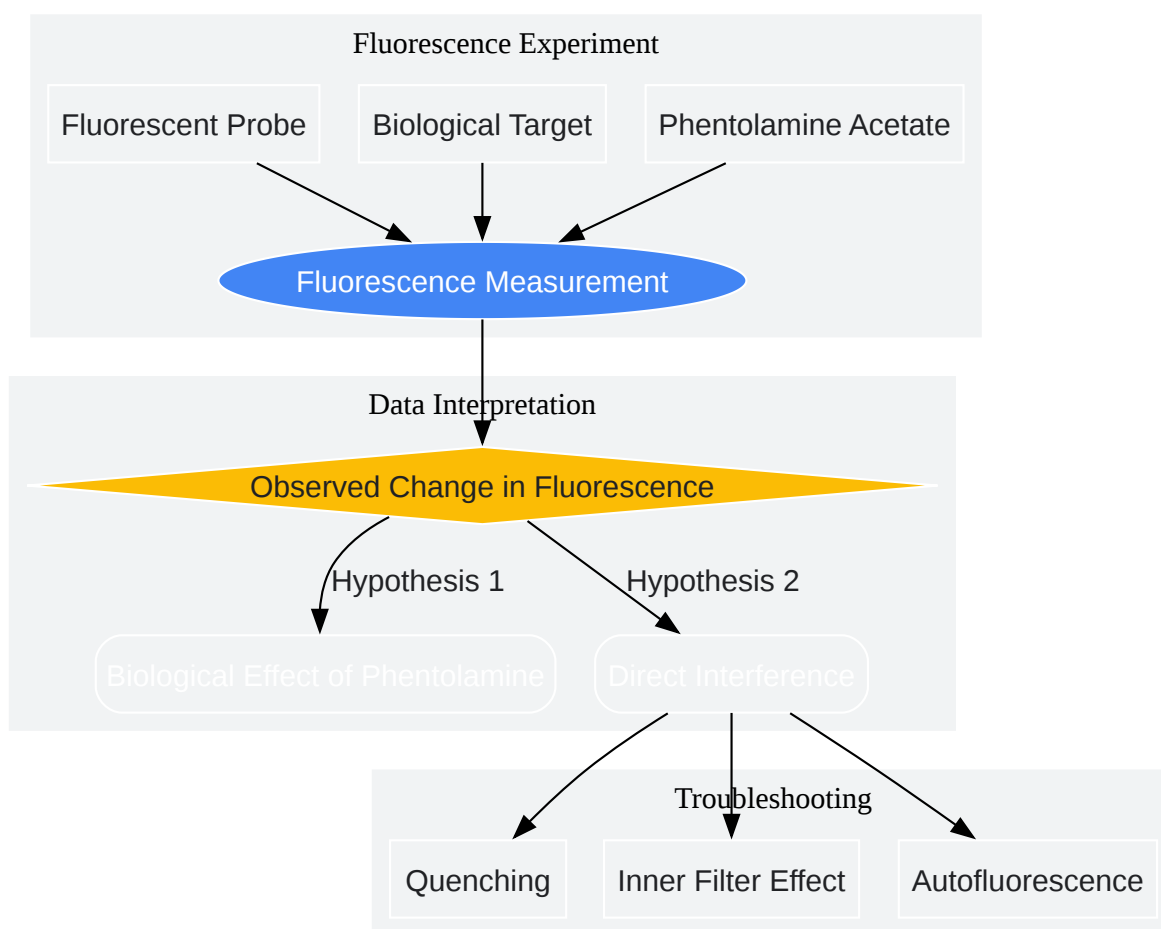 Fluorescence Experiment
Fluorescent Probe
Biological Target
Phentolamine Acetate
Fluorescence Measurement
Data Interpretation
Observed Change in Fluorescence
Hypothesis 1
Hypothesis 2
Biological Effect of Phentolamine
Direct Interference
Troubleshooting
Quenching
Inner Filter Effect
Autofluorescence